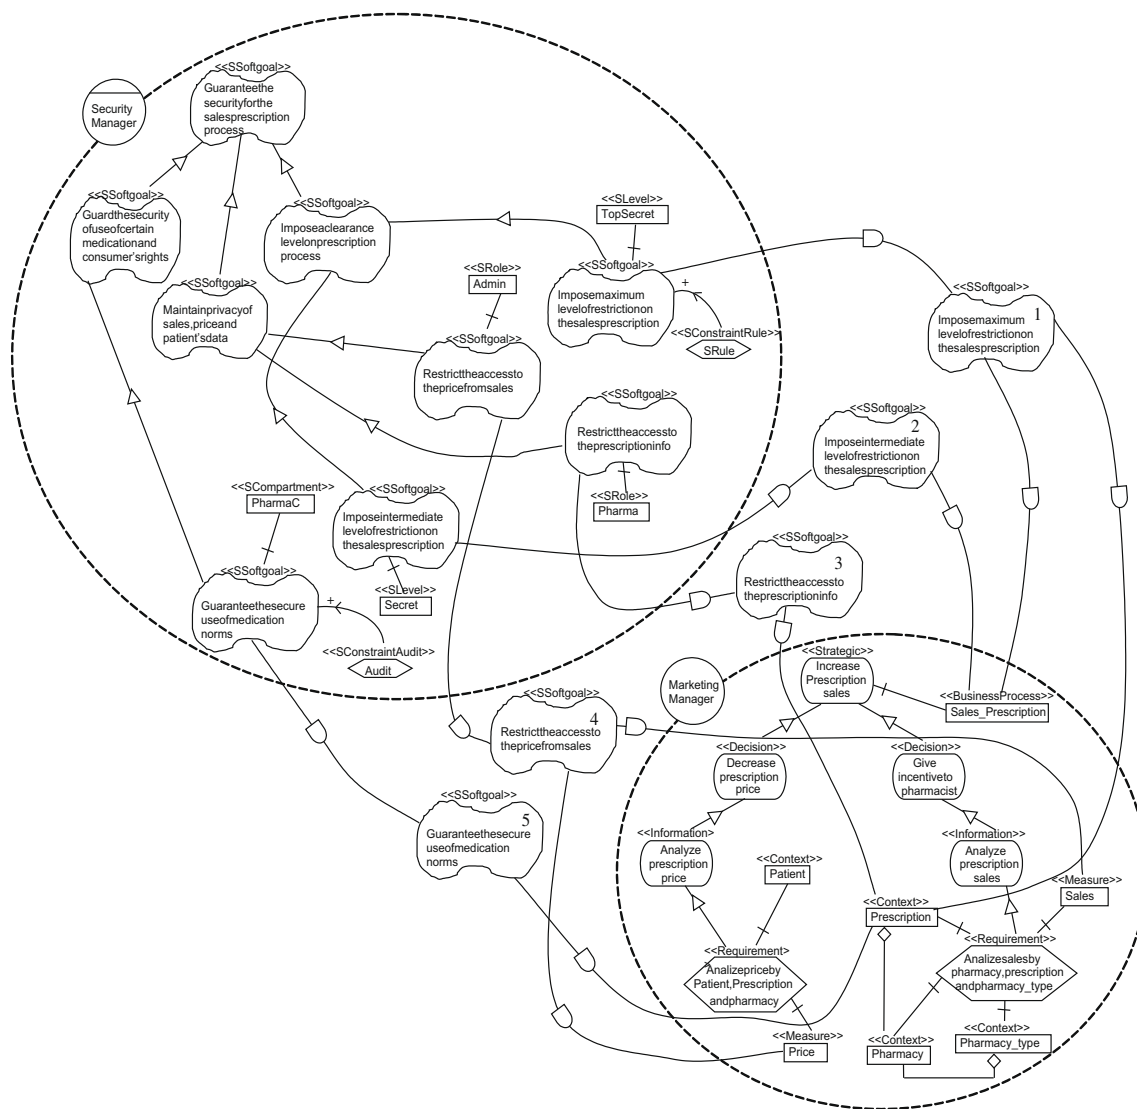 <<SSoftgoal>>
Guaranteethe
securityforthe
salesprescription
process
Security
Manager
<<SSoftgoal>>
Guardthesecurity
ofuseofcertain
medicationand
consumer'srights
<<SSoftgoal>>
Imposeaclearance
levelonprescription
process
<<SLevel>>
TopSecret
<<SSoftgoal>>
Imposemaximum
levelofrestrictionon
thesalesprescription
+
<<SConstraintRule>>
SRule
<<SRole>>
Admin
<<SSoftgoal>>
Maintainprivacyof
sales,priceand
patient'sdata
<<SSoftgoal>>
Restricttheaccessto
thepricefromsales
<<SSoftgoal>>
1
Imposemaximum
levelofrestrictionon
thesalesprescription
<<SSoftgoal>>
Restricttheaccessto
theprescriptioninfo
<<SRole>>
Pharma
<<SSoftgoal>>
2
Imposeintermediate
levelofrestrictionon
thesalesprescription
<<SCompartment>>
PharmaC
<<SSoftgoal>>
Imposeintermediate
levelofrestrictionon
thesalesprescription
<<SLevel>>
Secret
<<SSoftgoal>>
3
Restricttheaccessto
theprescriptioninfo
<<SSoftgoal>>
Guaranteethesecure
useofmedication
norms
+
<<SConstraintAudit>>
Audit
<<Strategic>>
Increase
Prescription
sales
Marketing
Manager
<<BusinessProcess>>
Sales_Prescription
<<SSoftgoal>>
4
Restricttheaccessto
thepricefromsales
<<Decision>>
Decrease
prescription
price
<<Decision>>
Give
incentiveto
pharmacist
<<SSoftgoal>>
5
Guaranteethesecure
useofmedication
norms
<<Information>
Analyze
prescription
price
<<Information>>
Analyze
prescription
sales
<<Context>>
Patient
<<Measure>>
Sales
<<Context>>
Prescription
<<Requirement>
Analizepriceby
Patient,Prescription
andpharmacy
<<Requirement>>
Analizesalesby
pharmacy,prescription
andpharmacy_type
<<Measure>>
Price
<<Context>>
Pharmacy
<<Context>>
Pharmacy_type